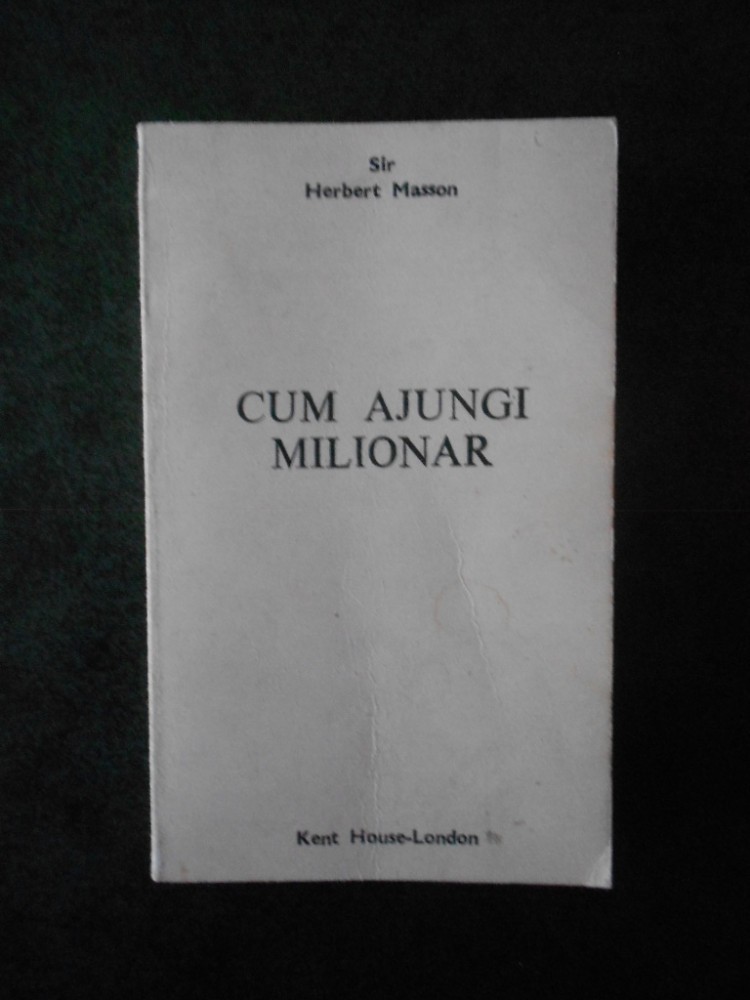 Sir
Herbert Masson
CUM AJUNGI
MILIONAR
Kent House-London